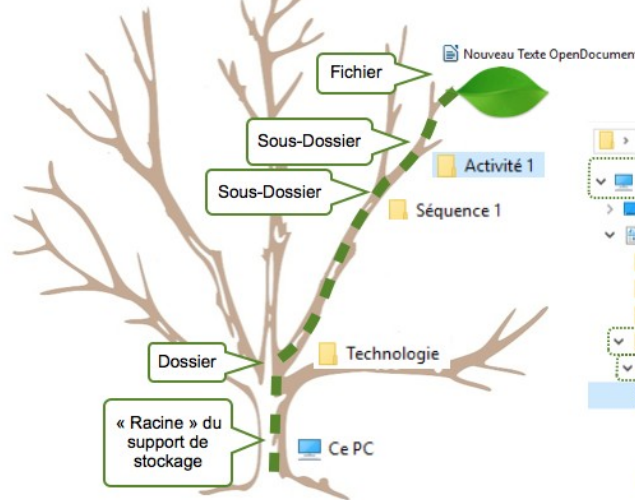 Nouveau Texte OpenDocument
Fichier
Sous-Dossier
Activité 1
Sous-Dossier
Séquence 1
Technologie
Dossier
« Racine » du
support de
stockage
Ce PC